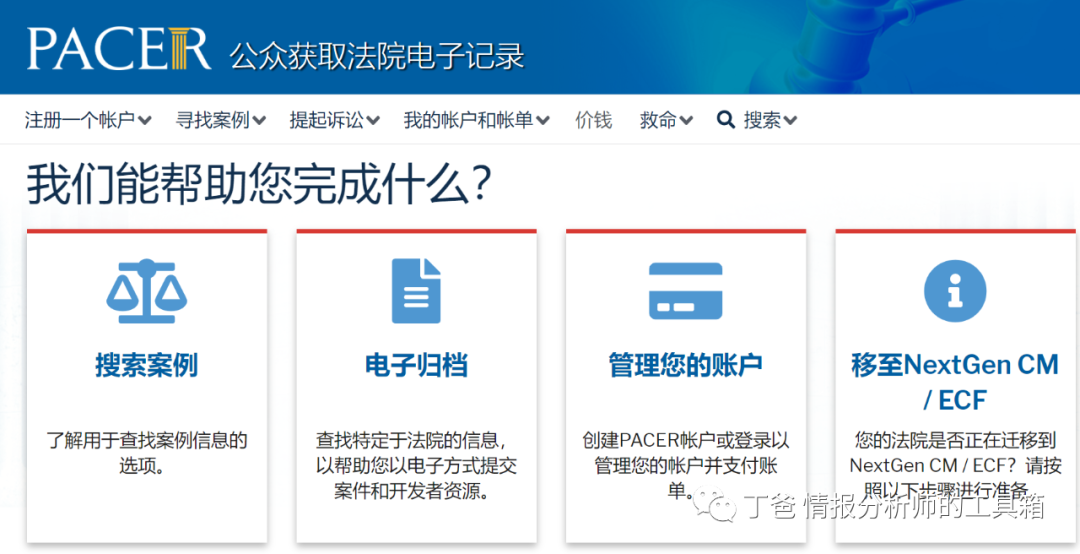 PACER 公众获取法院电子记录
注册一个帐户 寻找案例 提起诉讼 我的帐户和帐单 价钱 救命 搜索
我们能帮助您完成什么？
搜索案例
了解用于查找案例信息的
选项。
电子归档
查找特定于法院的信息，
以帮助您以电子方式提交
案件和开发者资源。
管理您的账户
创建PACER帐户或登录以
管理您的帐户并支付账
单。
移至NextGen CM
/ ECF
您的法院是否正在迁移到
NextGen CM / ECF？请按
照以下步骤进行准备。
丁爸 情报分析师的工具箱